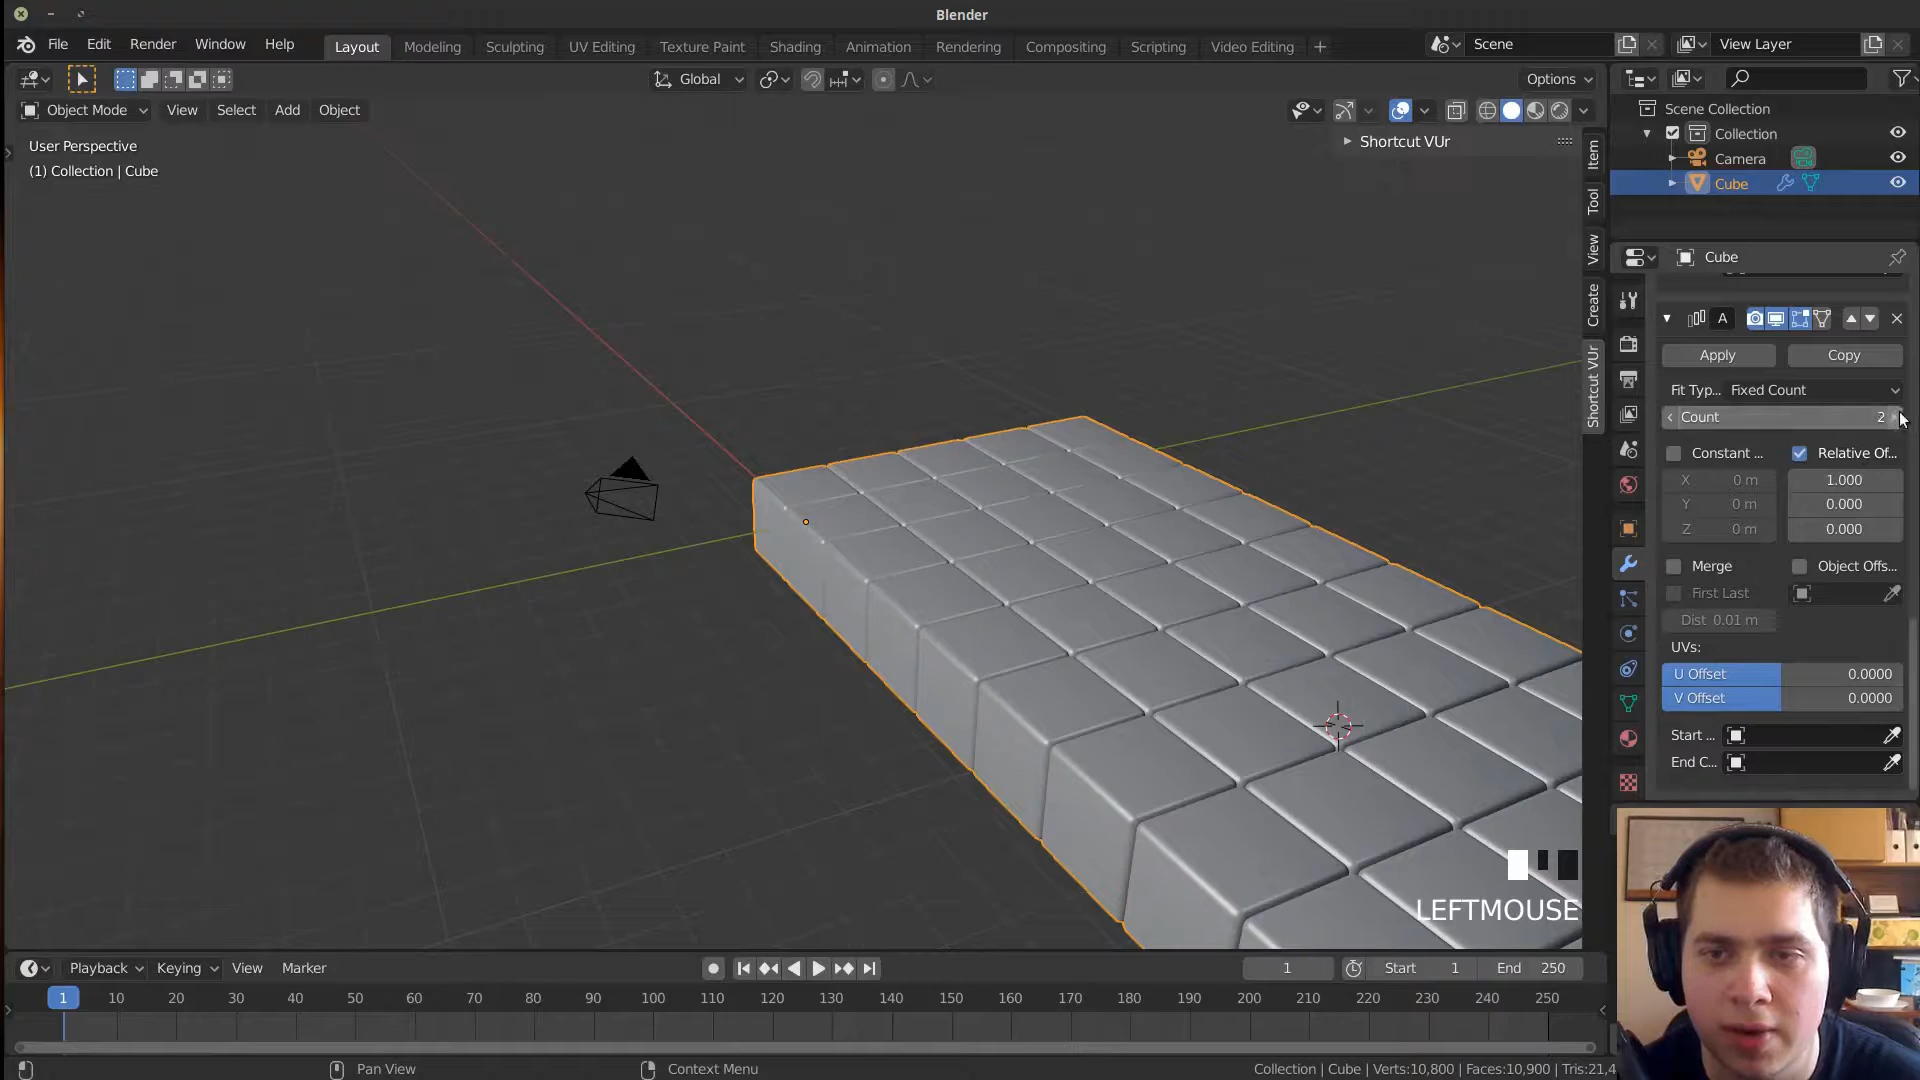 Blender
File Edit Render Window Help Layout Modeling Sculpting UV Editing Texture Paint Shading Animation Rendering Compositing Scripting Video Editing + Scene View Layer
Global Options
Object Mode View Select Add Object
User Perspective
(1) Collection | Cube
Shortcut VUr
Item
Tool
View
Create
Shortcut VUr
Scene Collection
Collection
Camera
Cube
Cube
A
Apply Copy
Fit Typ... Fixed Count
Count 2
Constant ... Relative Of...
X 0 m 1.000
Y 0 m 0.000
Z 0 m 0.000
Merge Object Offs...
First Last
Dist 0.01 m
UVs:
U Offset 0.0000
V Offset 0.0000
Start ...
End C...
LEFTMOUSE
Playback Keying View Marker 1 Start 1 End 250
1 10 20 30 40 50 60 70 80 90 100 110 120 130 140 150 160 170 180 190 200 210 220 230 240 250
Pan View Context Menu Collection | Cube | Verts:10,800 | Faces:10,900 | Tris:21,4